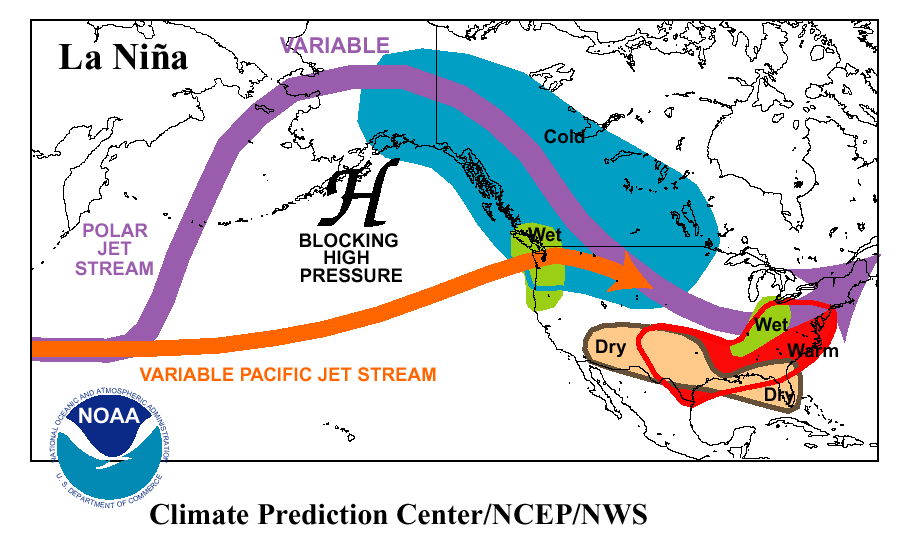 La Niña
VARIABLE
Cold
POLAR
JET
STREAM
H
BLOCKING
HIGH
PRESSURE
Wet
Wet
Dry
Warm
Dry
VARIABLE PACIFIC JET STREAM
NATIONAL OCEANIC AND ATMOSPHERIC ADMINISTRATION
NOAA
U. S. DEPARTMENT OF COMMERCE
Climate Prediction Center/NCEP/NWS